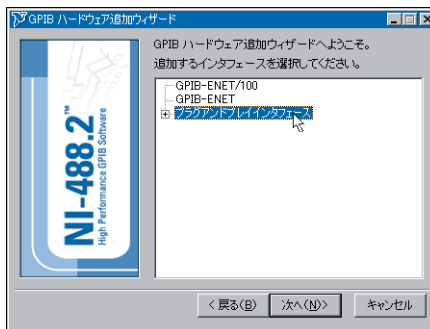 GPIB ハードウェア追加ウィザード
GPIB ハードウェア追加ウィザードへようこそ。
追加するインタフェースを選択してください。
GPIB-ENET/100
GPIB-ENET
プラグアンドプレイインタフェース
NI-488.2™
High Performance GPIB Software
< 戻る(B)
次へ(N)>
キャンセル